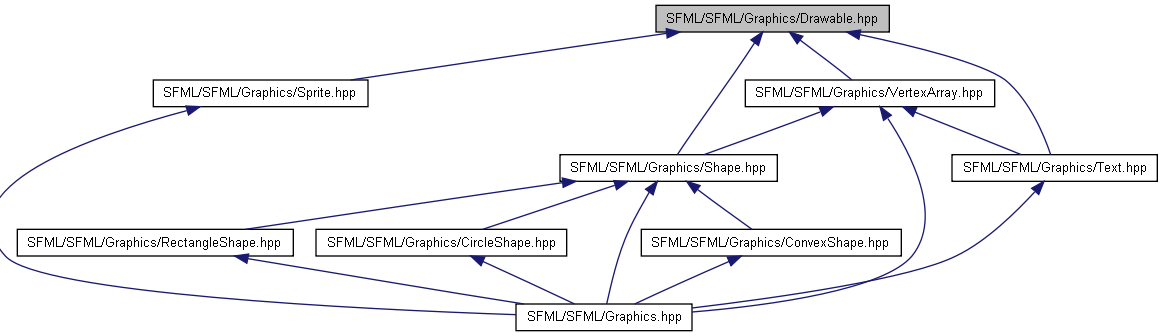 SFML/SFML/Graphics/Drawable.hpp
SFML/SFML/Graphics/Sprite.hpp
SFML/SFML/Graphics/VertexArray.hpp
SFML/SFML/Graphics/Shape.hpp
SFML/SFML/Graphics/Text.hpp
SFML/SFML/Graphics/RectangleShape.hpp
SFML/SFML/Graphics/CircleShape.hpp
SFML/SFML/Graphics/ConvexShape.hpp
SFML/SFML/Graphics.hpp